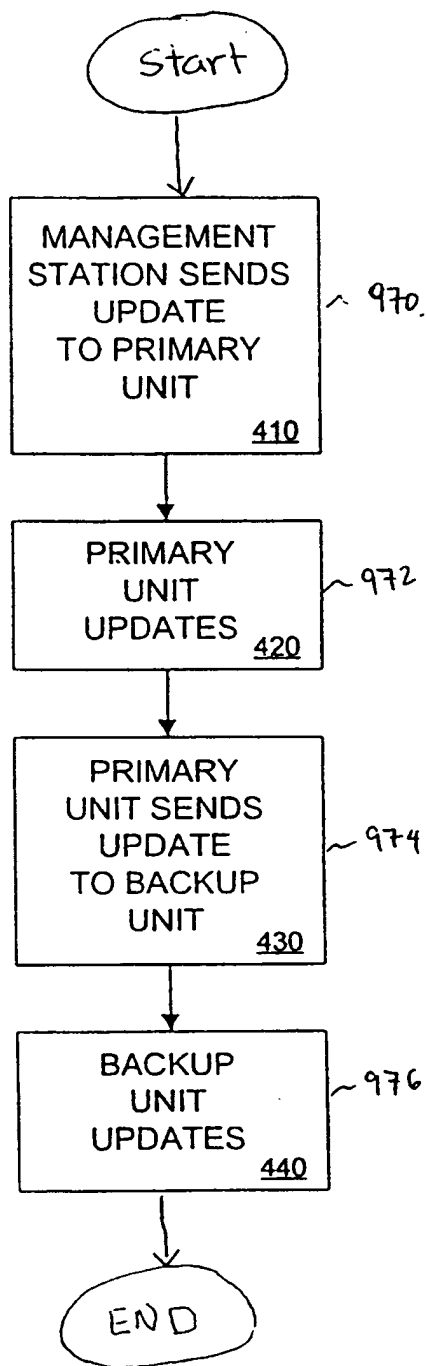 Start
MANAGEMENT
STATION SENDS
UPDATE
TO PRIMARY
UNIT
410
970.
PRIMARY
UNIT
UPDATES
420
972
PRIMARY
UNIT SENDS
UPDATE
TO BACKUP
UNIT
430
974
BACKUP
UNIT
UPDATES
440
976
END